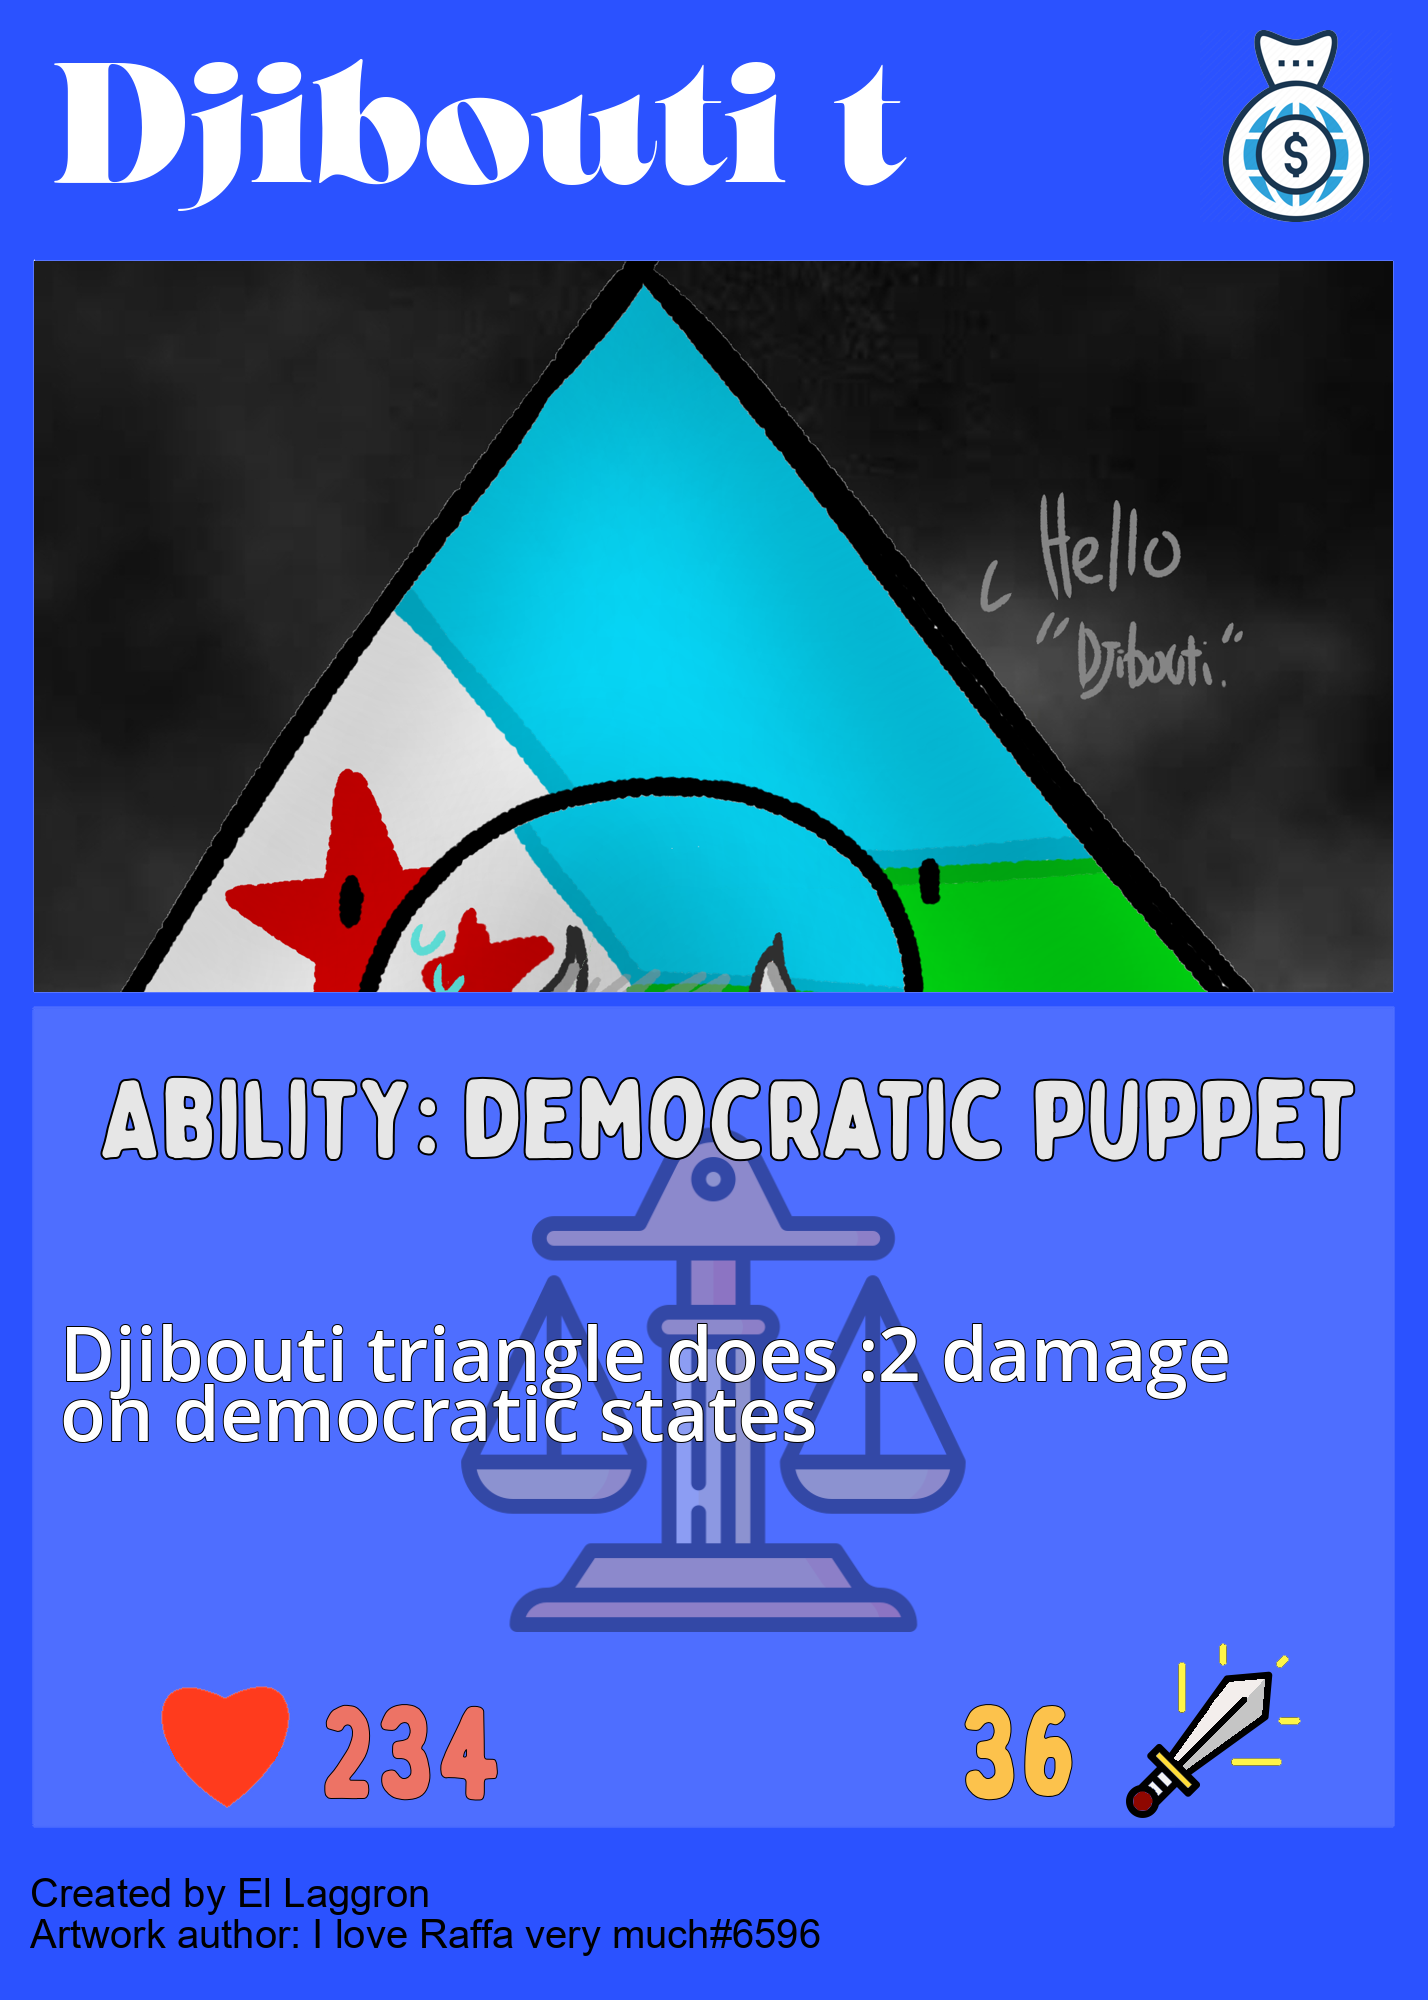 Djibouti t
$
Hello
"Djibouti."
ABILITY: DEMOCRATIC PUPPET
Djibouti triangle does :2 damage
on democratic states
234
36
Created by El Laggron
Artwork author: I love Raffa very much#6596